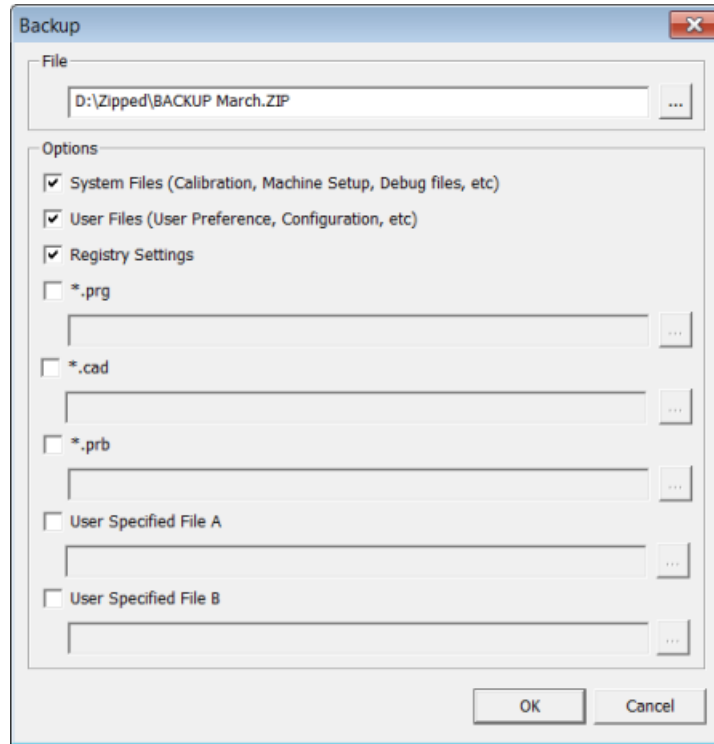 Backup
File
D:\Zipped\BACKUP March.ZIP
...
Options
System Files (Calibration, Machine Setup, Debug files, etc)
User Files (User Preference, Configuration, etc)
Registry Settings
*.prg
...
*.cad
...
*.prb
...
User Specified File A
...
User Specified File B
...
OK Cancel